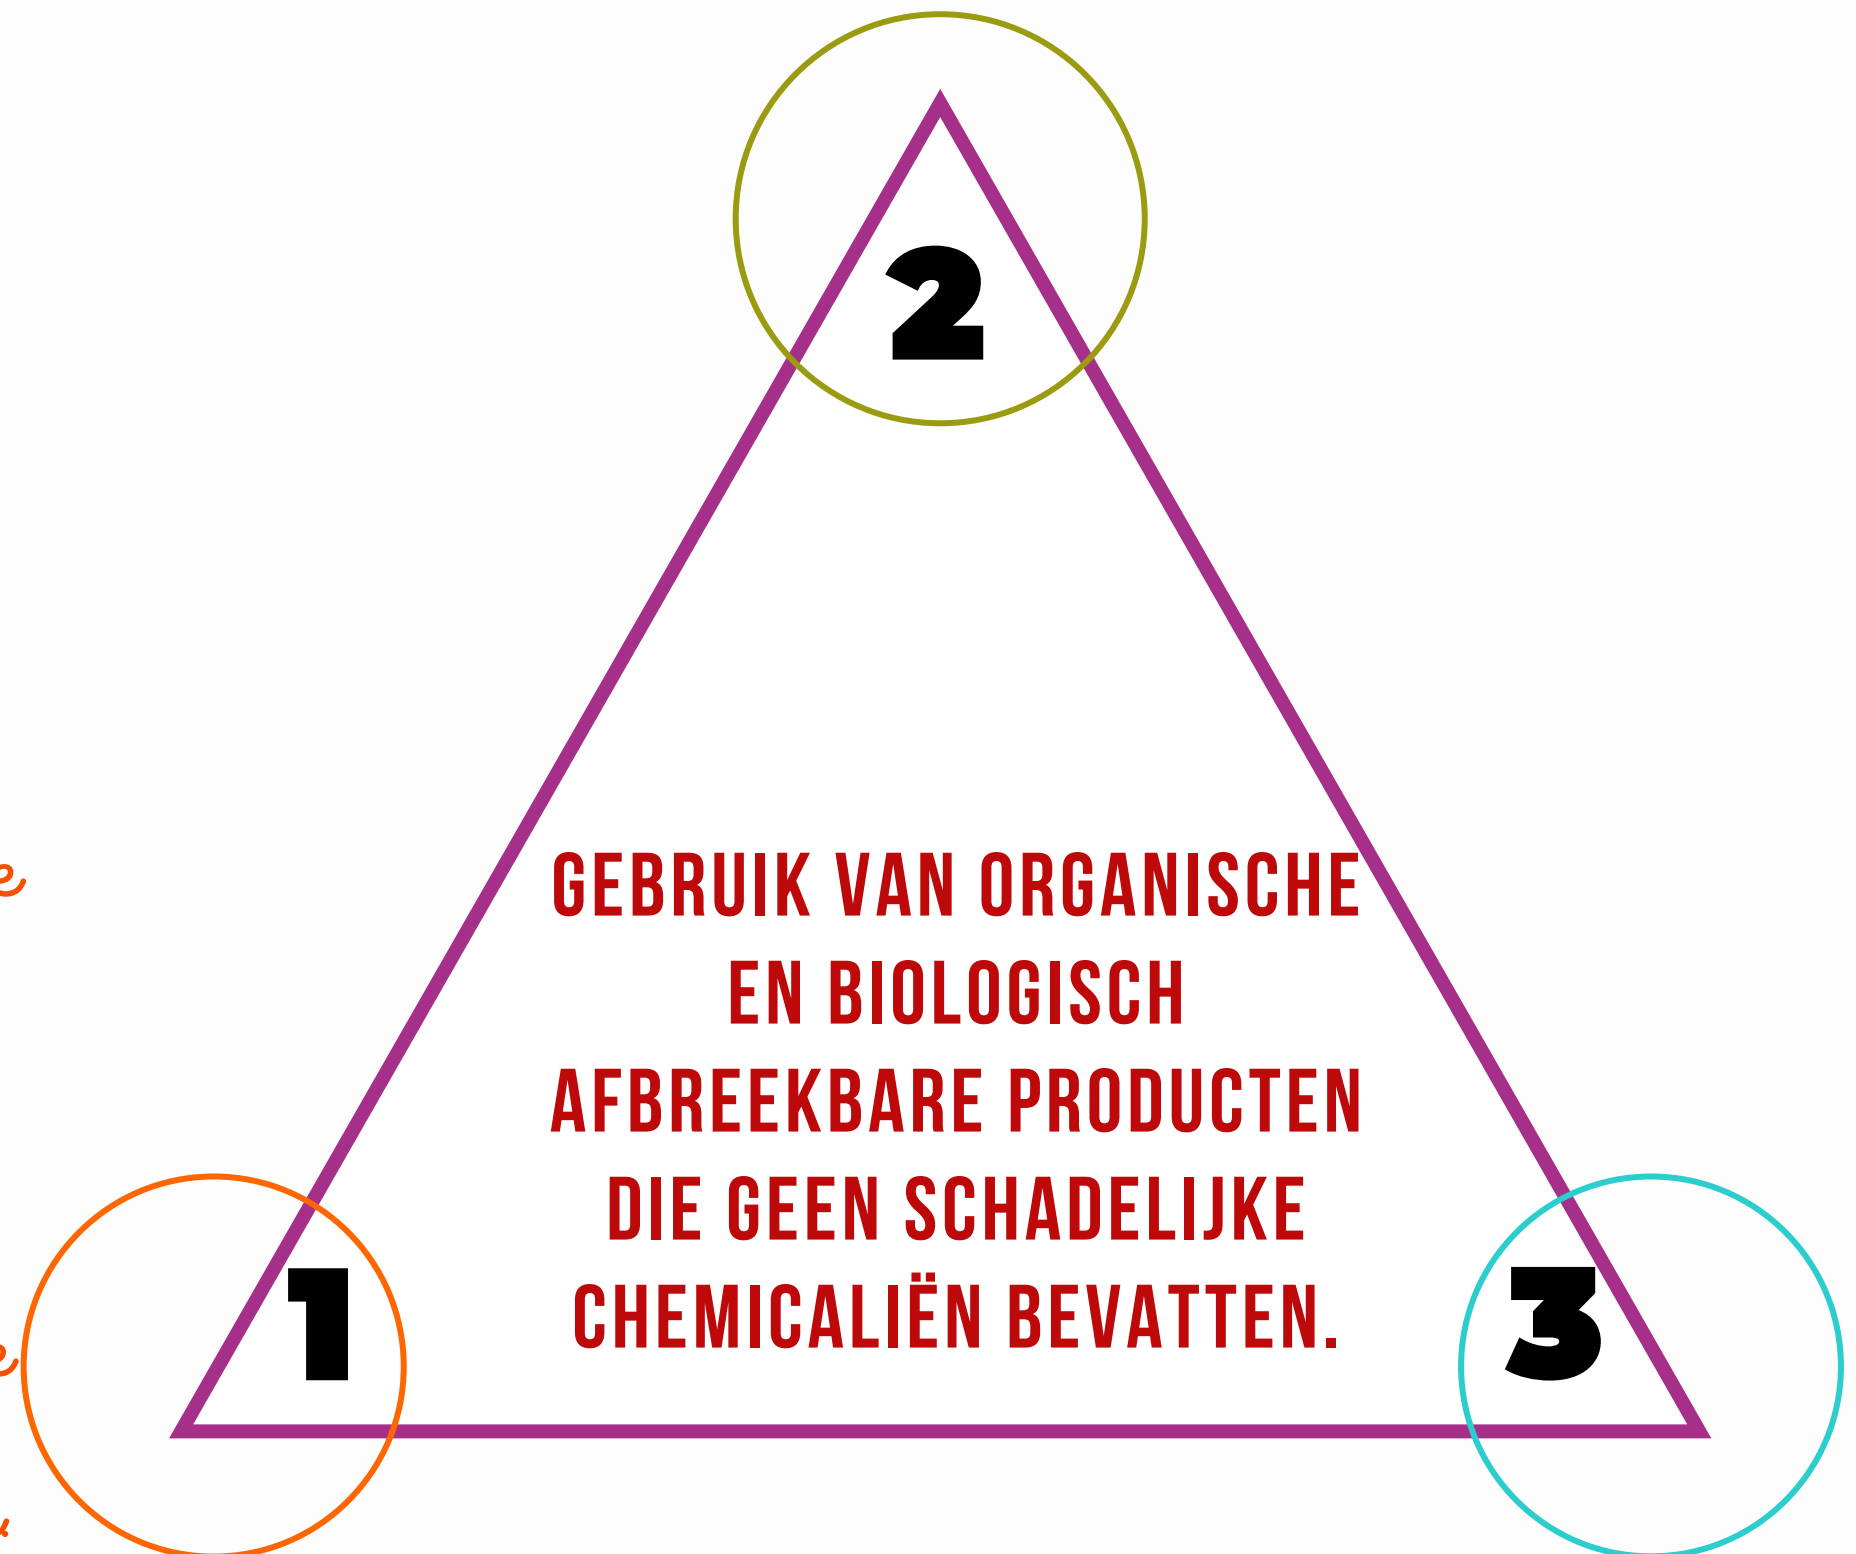 2
GEBRUIK VAN ORGANISCHE
EN BIOLOGISCH
AFBREEKBARE PRODUCTEN
DIE GEEN SCHADELIJKE
CHEMICALIËN BEVATTEN.
1
3